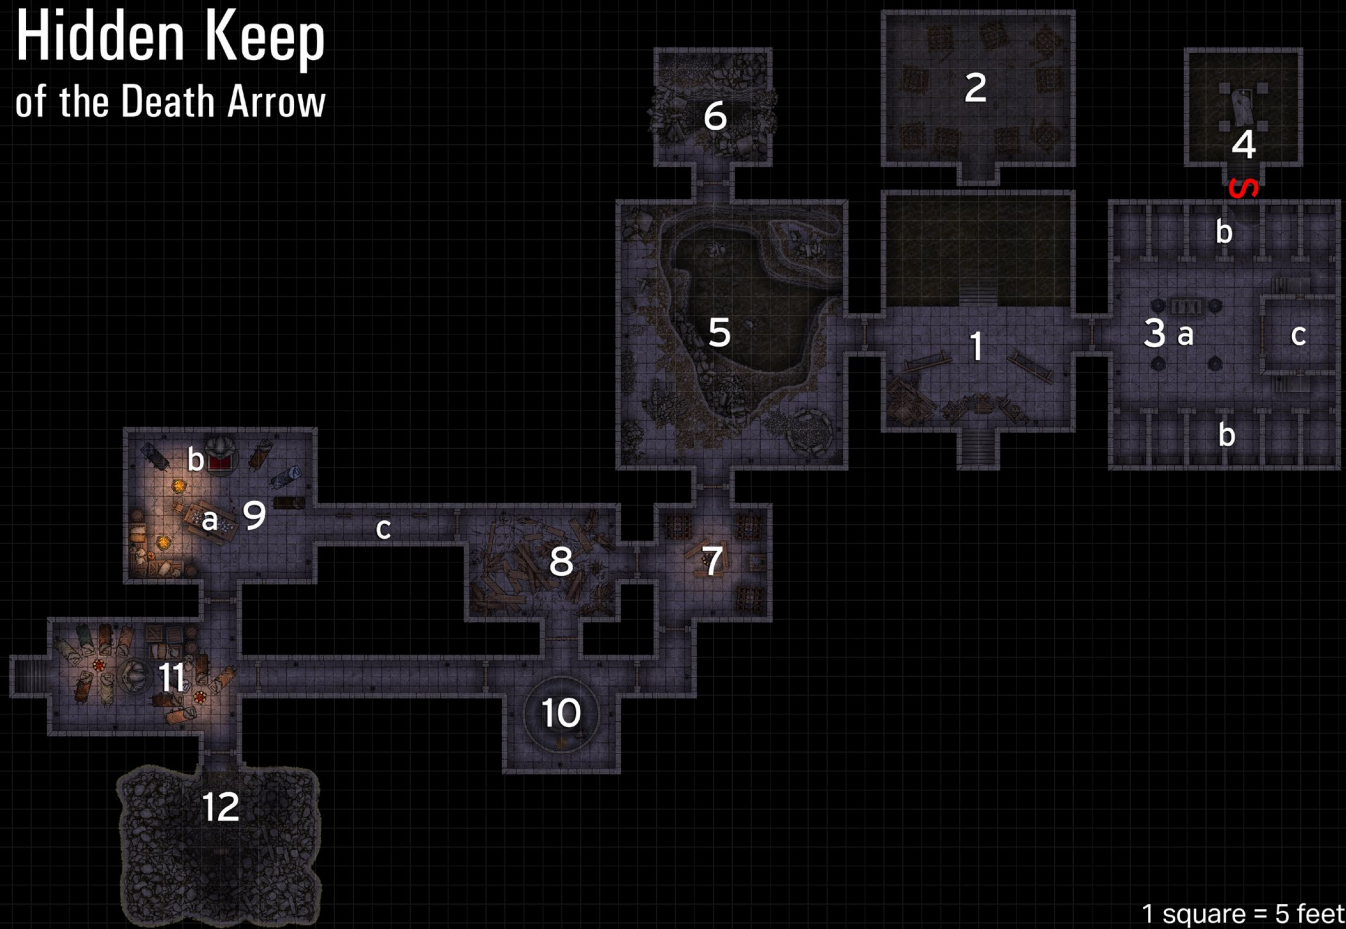 Hidden Keep
of the Death Arrow
2
6
4
S
b
5
1
3 a
c
b
b
a 9
c
8
7
11
10
12
1 square = 5 feet